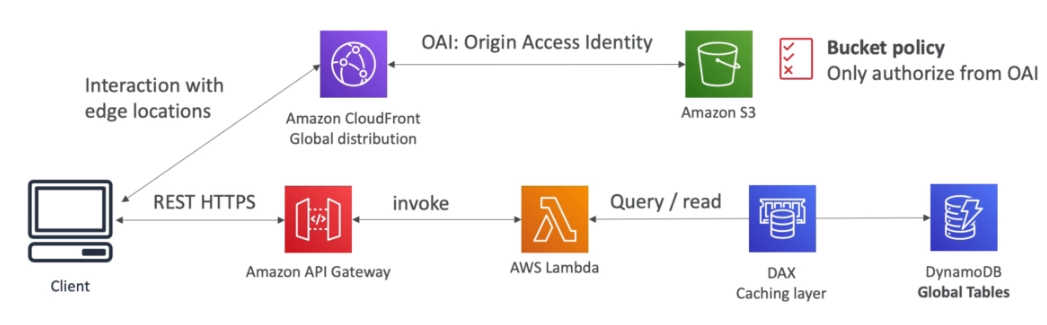 OAI: Origin Access Identity
Bucket policy
Only authorize from OAI
Interaction with
edge locations
Amazon CloudFront
Global distribution
Amazon S3
REST HTTPS
invoke
Query / read
</>
Amazon API Gateway
AWS Lambda
DAX
Caching layer
DynamoDB
Global Tables
Client